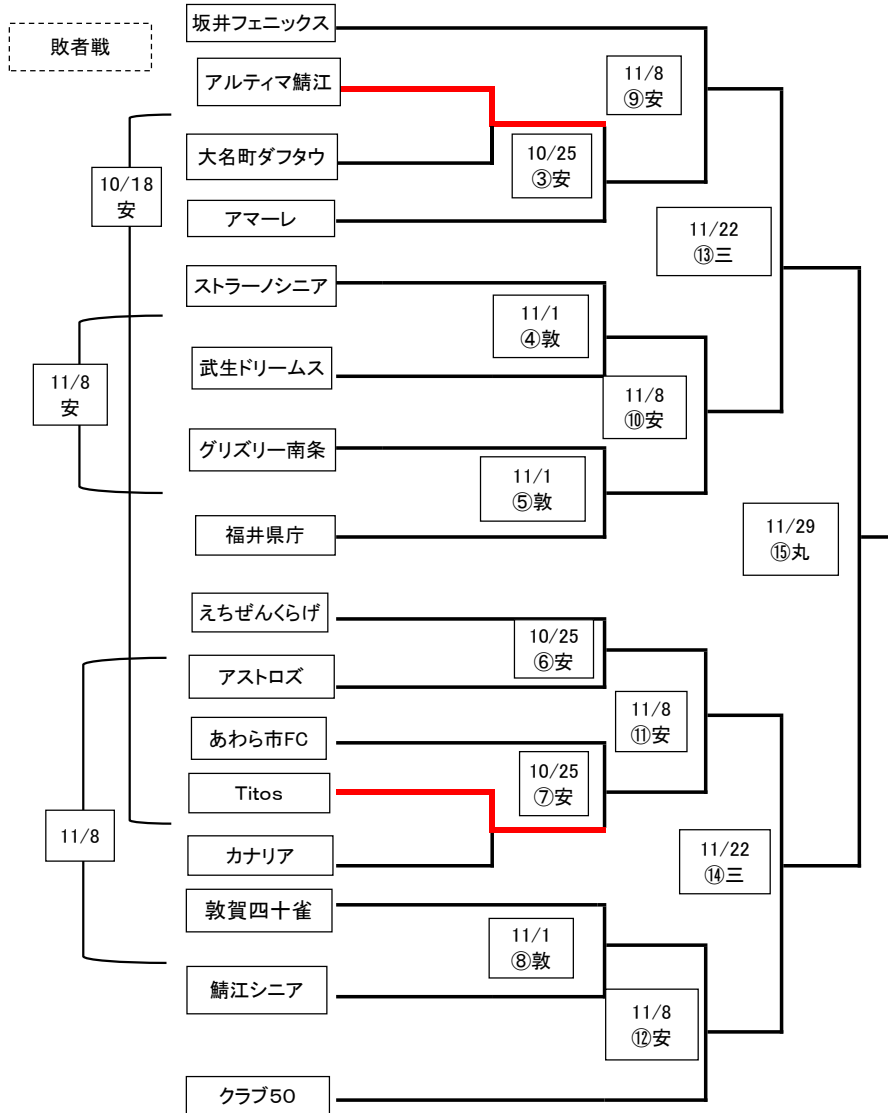 坂井フェニックス
敗者戦
アルティマ鯖江
11/8
⑨安
大名町ダフタウ
10/25
③安
10/18
安
アマーレ
11/22
⑬三
ストラーノシニア
11/1
④敦
武生ドリームス
11/8
安
11/8
⑩安
グリズリー南条
11/1
⑤敦
福井県庁
11/29
⑮丸
えちぜんくらげ
10/25
⑥安
アストロズ
11/8
⑪安
あわら市FC
10/25
⑦安
Titos
11/8
カナリア
11/22
⑭三
敦賀四十雀
11/1
⑧敦
鯖江シニア
11/8
⑫安
クラブ50